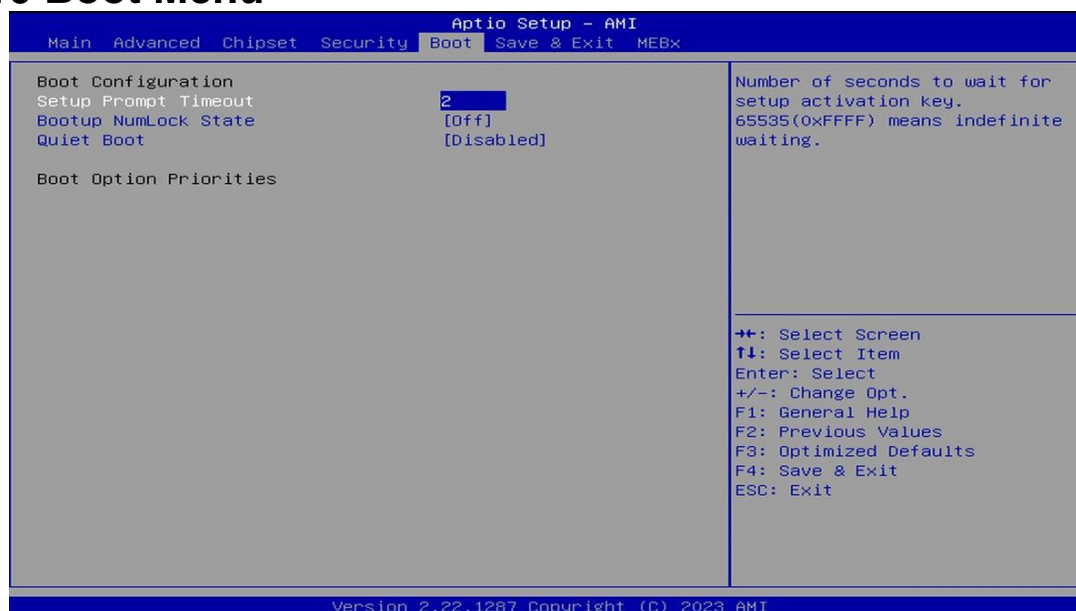 Boot Menu
Aptio Setup - AMI
Main Advanced Chipset Security Boot Save & Exit MEBx
Boot Configuration
Setup Prompt Timeout 2
Bootup NumLock State [Off]
Quiet Boot [Disabled]
Boot Option Priorities
Number of seconds to wait for
setup activation key.
65535(0xFFFF) means indefinite
waiting.
→←: Select Screen
↑↓: Select Item
Enter: Select
+/-: Change Opt.
F1: General Help
F2: Previous Values
F3: Optimized Defaults
F4: Save & Exit
ESC: Exit
Version 2.22.1287 Copyright (C) 2023 AMI